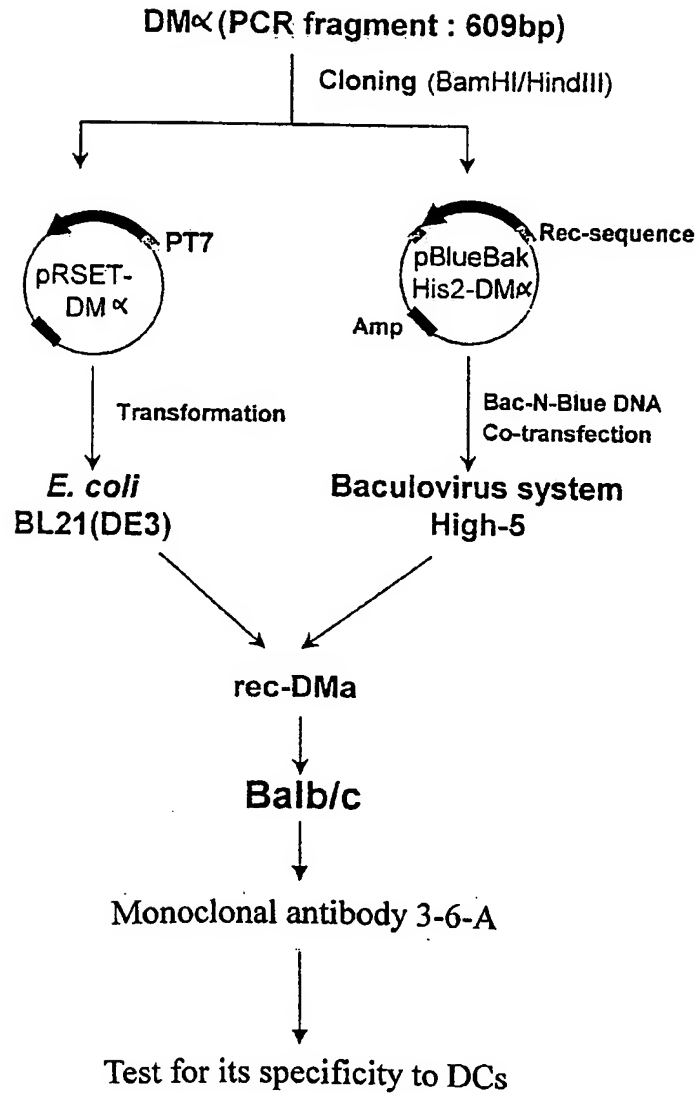 DM∝ (PCR fragment : 609bp)
Cloning (BamHI/HindIII)
PT7
pRSET-
DM ∝
Rec-sequence
pBlueBak
His2-DM∝
Amp
Transformation
Bac-N-Blue DNA
Co-transfection
E. coli
BL21(DE3)
Baculovirus system
High-5
rec-DMa
Balb/c
Monoclonal antibody 3-6-A
Test for its specificity to DCs